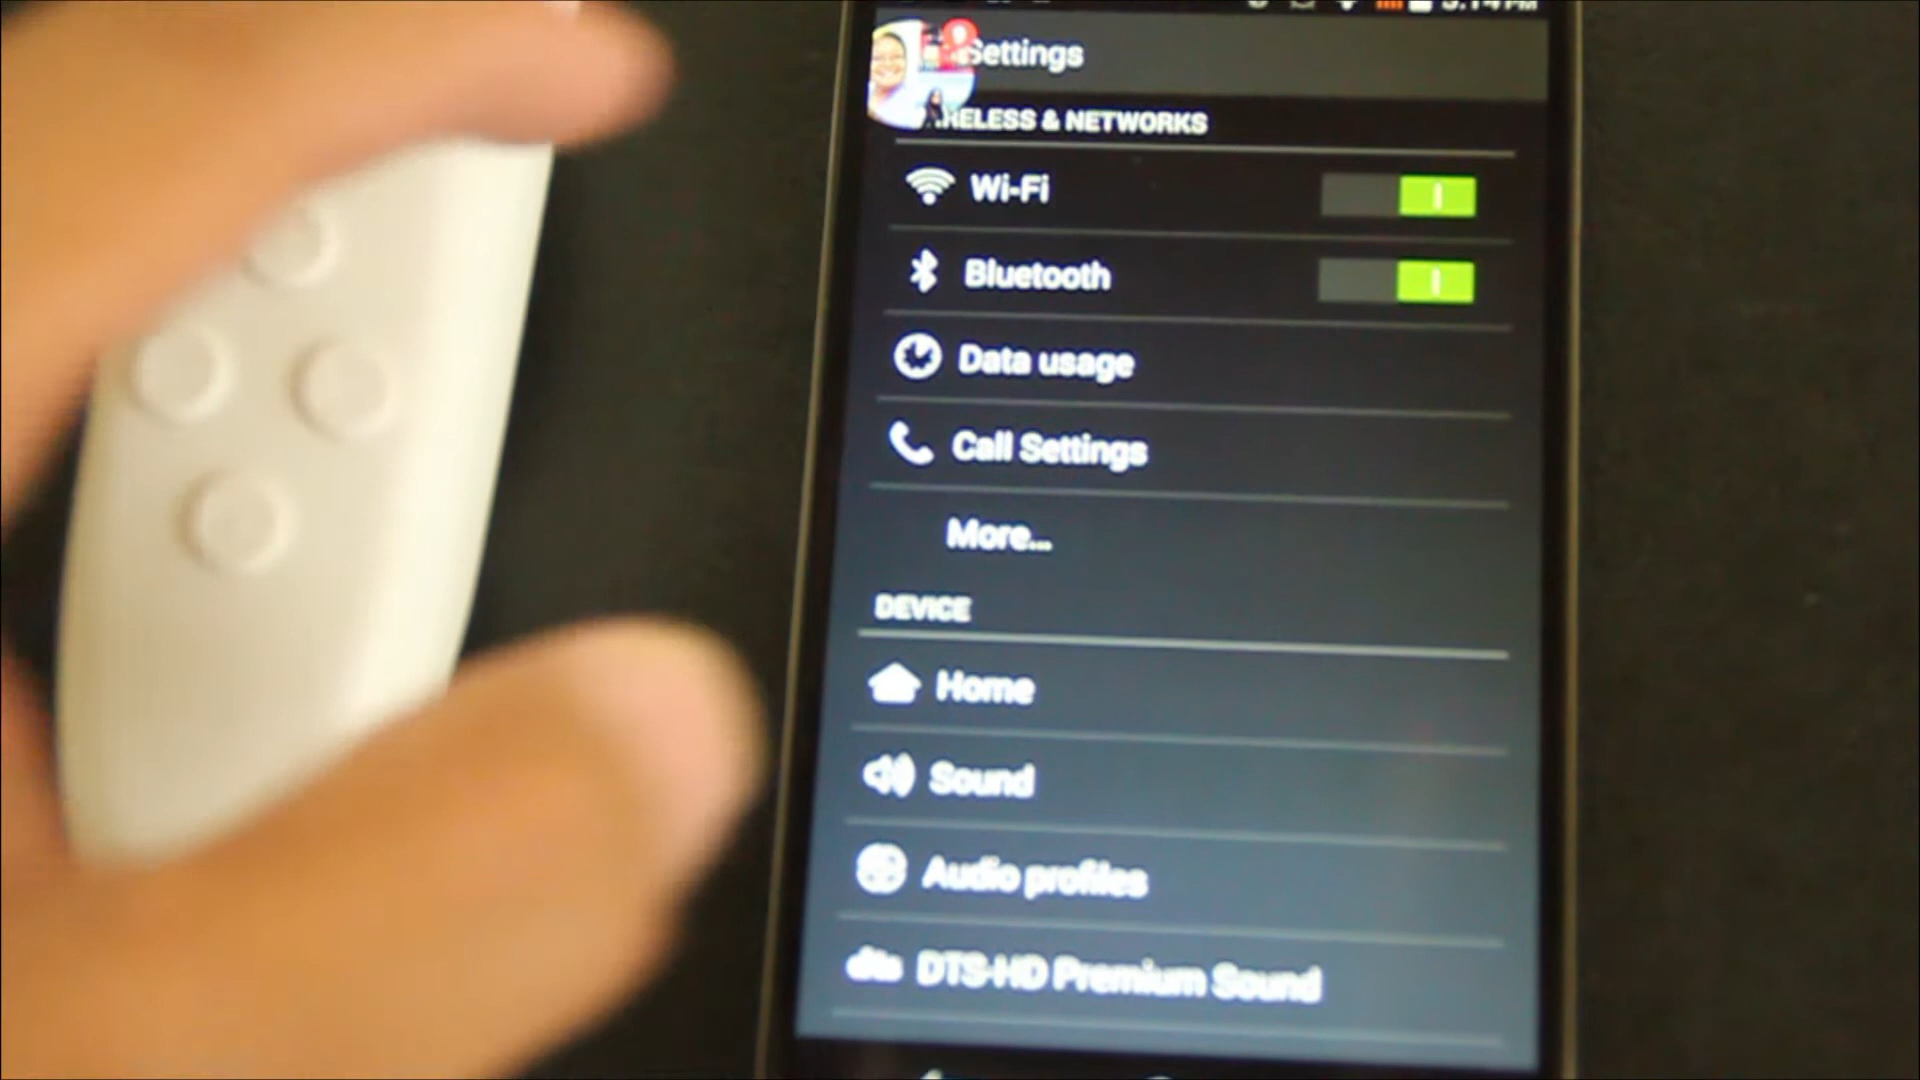 Settings
& NETWORKS
Wi-Fi
Bluetooth
Data usage
Call Settings
More...
DEVICE
Home
Sound
Audio profiles
dts DTS-HD Premium Sound